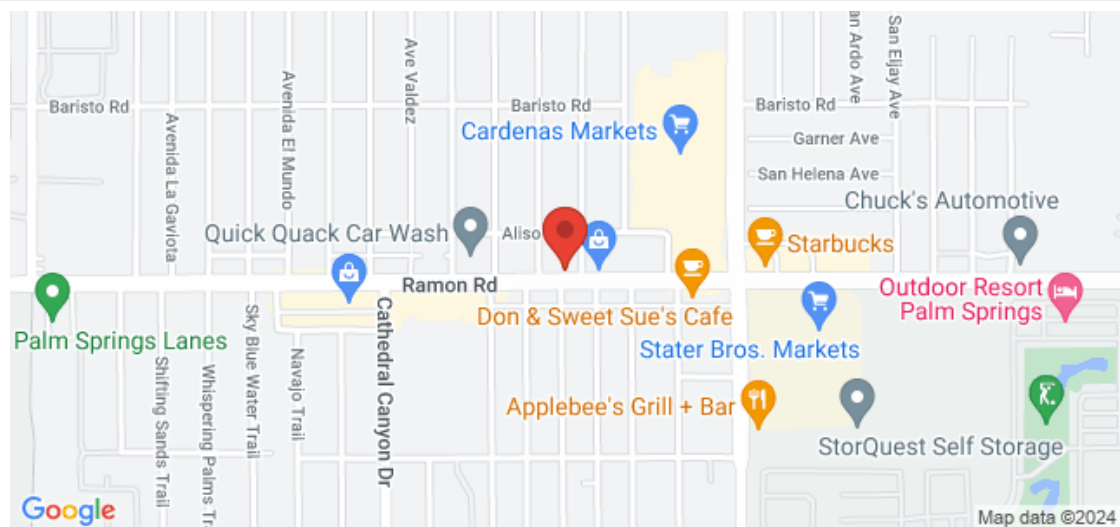 San Ardo Ave
San Eljay Ave
Ave Valdez
Avenida El Mundo
Baristo Rd
Baristo Rd
Baristo Rd
Avenida La Gaviota
Cardenas Markets
Garner Ave
San Helena Ave
Chuck's Automotive
Quick Quack Car Wash
Aliso
Starbucks
Ramon Rd
Outdoor Resort
Palm Springs
Palm Springs Lanes
Don & Sweet Sue's Cafe
Stater Bros. Markets
Cathedral Canyon Dr
Sky Blue Water Trail
Navajo Trail
Shifting Sands Trail
Whispering Palms Tr
Applebee's Grill + Bar
StorQuest Self Storage
Google
Map data ©2024